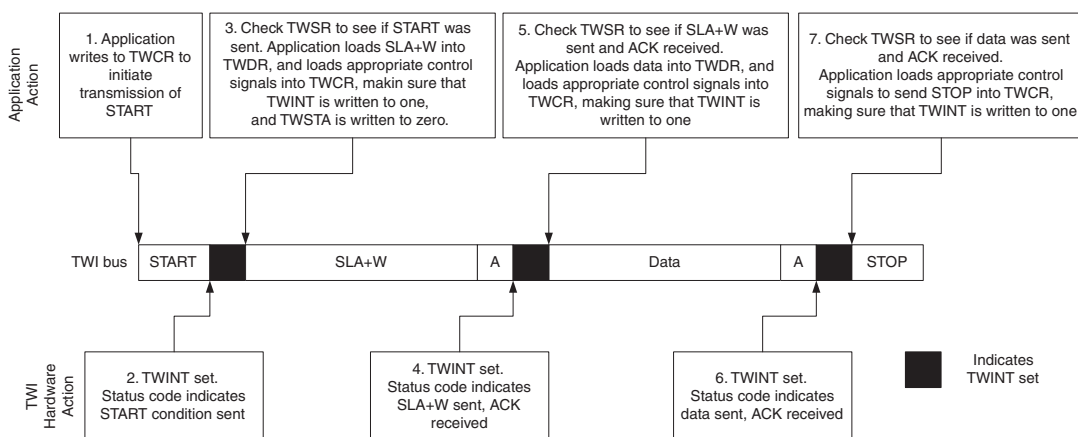 Application
Action
1. Application
writes to TWCR to
initiate
transmission of
START
3. Check TWSR to see if START was
sent. Application loads SLA+W into
TWDR, and loads appropriate control
signals into TWCR, makin sure that
TWINT is written to one,
and TWSTA is written to zero.
5. Check TWSR to see if SLA+W was
sent and ACK received.
Application loads data into TWDR, and
loads appropriate control signals into
TWCR, making sure that TWINT is
written to one
7. Check TWSR to see if data was sent
and ACK received.
Application loads appropriate control
signals to send STOP into TWCR,
making sure that TWINT is written to one
TWI bus
START
SLA+W
A
Data
A
STOP
TWI
Hardware
Action
2. TWINT set.
Status code indicates
START condition sent
4. TWINT set.
Status code indicates
SLA+W sent, ACK
received
6. TWINT set.
Status code indicates
data sent, ACK received
Indicates
TWINT set